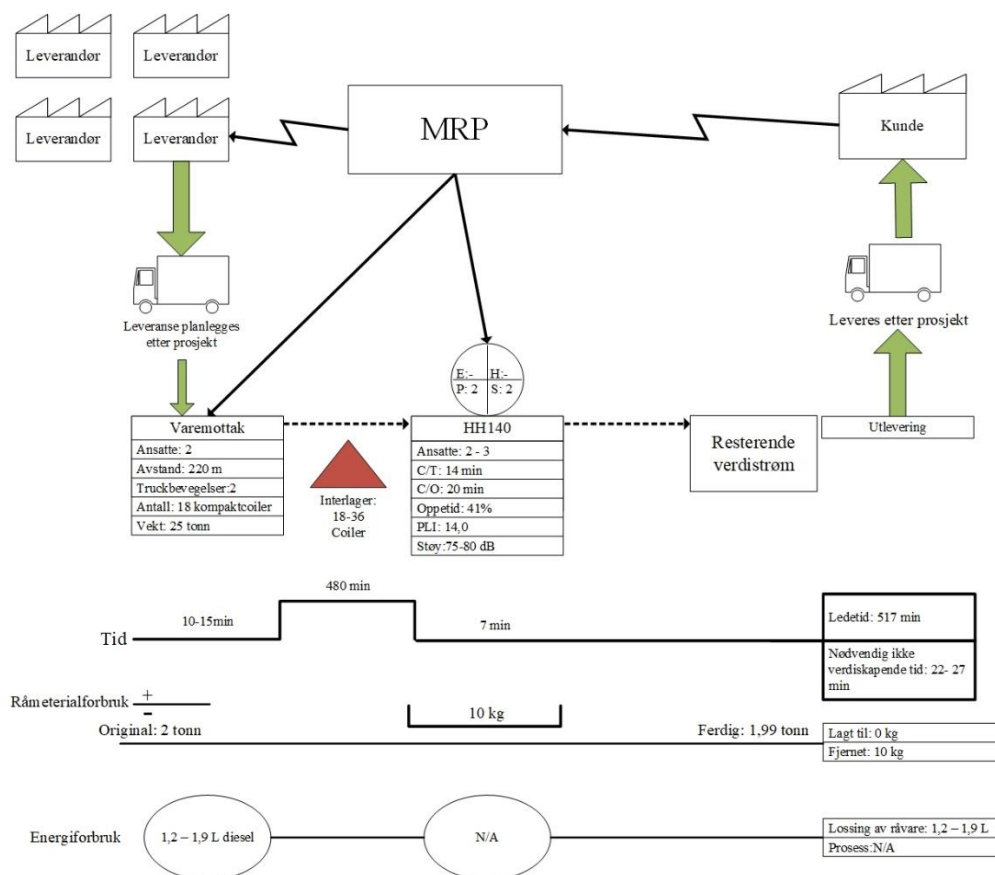 Leverandør
Leverandør
Leverandør
Leverandør
MRP
Kunde
Leveranse planlegges
etter prosjekt
Leveres etter prosjekt
E:-
H:-
P: 2
S: 2
Varemottak
Ansatte: 2
Avstand: 220 m
Truckbevegelser:2
Antall: 18 kompaktcoiler
Vekt: 25 tonn
Interlager:
18-36
Coiler
HH140
Ansatte: 2 - 3
C/T: 14 min
C/O: 20 min
Oppetid: 41%
PLI: 14,0
Støy:75-80 dB
Resterende
verdistrøm
Utlevering
Tid
10-15min
480 min
7 min
Ledetid: 517 min
Nødvendig ikke
verdiskapende tid: 22- 27
min
Råmeterialforbruk
+
-
Original: 2 tonn
10 kg
Ferdig: 1,99 tonn
Lagt til: 0 kg
Fjernet: 10 kg
Energiforbruk
1,2 – 1,9 L diesel
N/A
Lossing av råvare: 1,2 – 1,9 L
Prosess:N/A